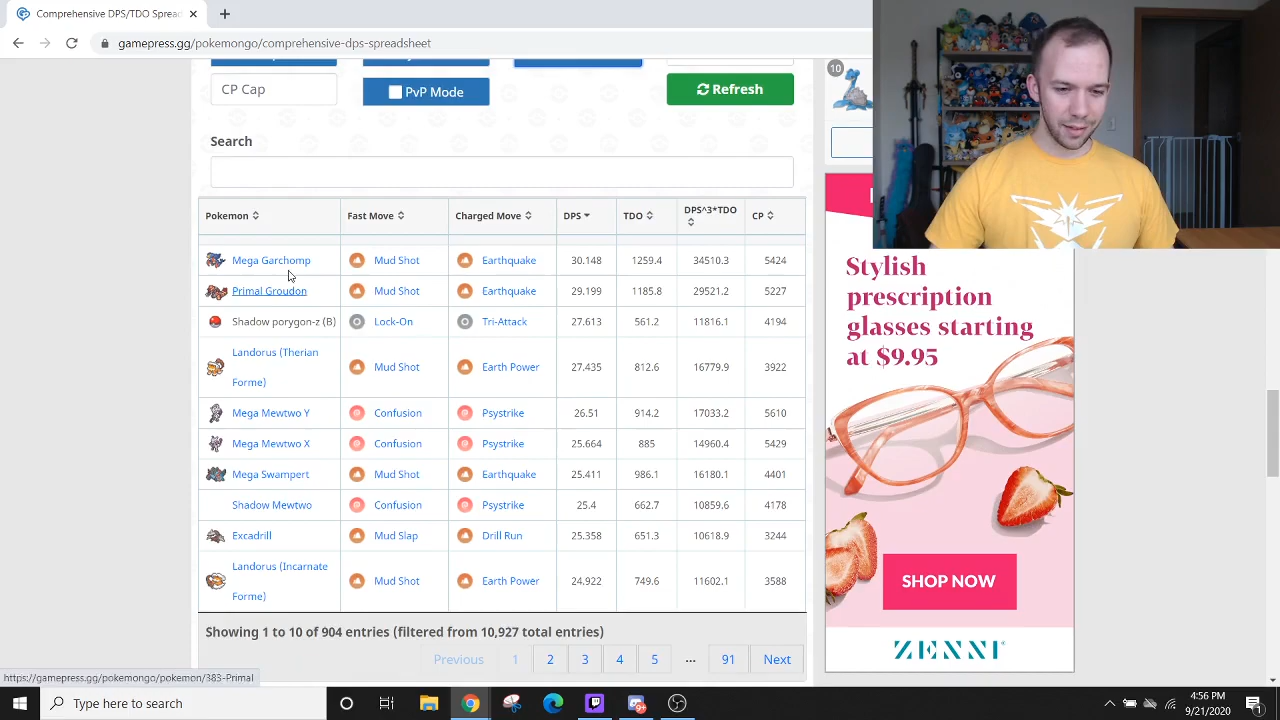 Comprehensive DPS/TDO Spread
gamepress.gg/pokemongo/comprehensive-dps-spreadsheet
CP Cap
PvP Mode
Refresh
10
Search
Pokemon Fast Move Charged Move DPS TDO DPS^3*TDO CP
Mega Garchomp Mud Shot Earthquake 30.148 1259.4 34510.3 5424
Primal Groudon Mud Shot Earthquake 29.199 1185.8 29521.2 5227
Shadow porygon-z (B) Lock-On Tri-Attack 27.613 561.2 11816.1 4194
Landorus (Therian
Forme) Mud Shot Earth Power 27.435 812.6 16779.9 3922
Mega Mewtwo Y Confusion Psystrike 26.51 914.2 17033.2 5610
Mega Mewtwo X Confusion Psystrike 25.664 885 14960.4 5429
Mega Swampert Mud Shot Earthquake 25.411 986.1 16180.1 4401
Shadow Mewtwo Confusion Psystrike 25.4 662.7 10859.6 4178
Excadrill Mud Slap Drill Run 25.358 651.3 10618.9 3244
Landorus (Incarnate
Forme) Mud Shot Earth Power 24.922 749.6 11602.1 3588
Showing 1 to 10 of 904 entries (filtered from 10,927 total entries)
Previous 1 2 3 4 5 ... 91 Next
Stylish
prescription
glasses starting
at $9.95
SHOP NOW
ZENNI
https://gamepress.gg/pokemongo/pokemon/383-Primal
Type here to search
4:56 PM
9/21/2020
1